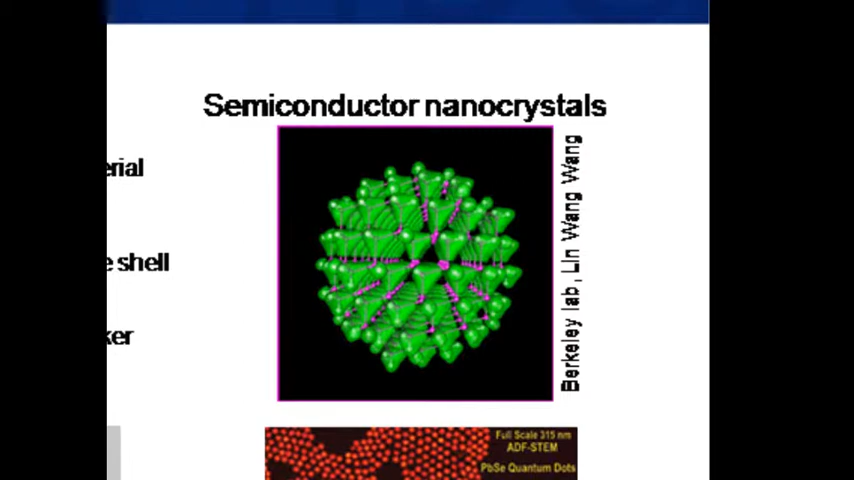 Semiconductor nanocrystals
erial
e shell
ker
Berkeley lab, Lin Wang Wang
Full Scale 315 nm
ADF-STEM
PbSe Quantum Dots